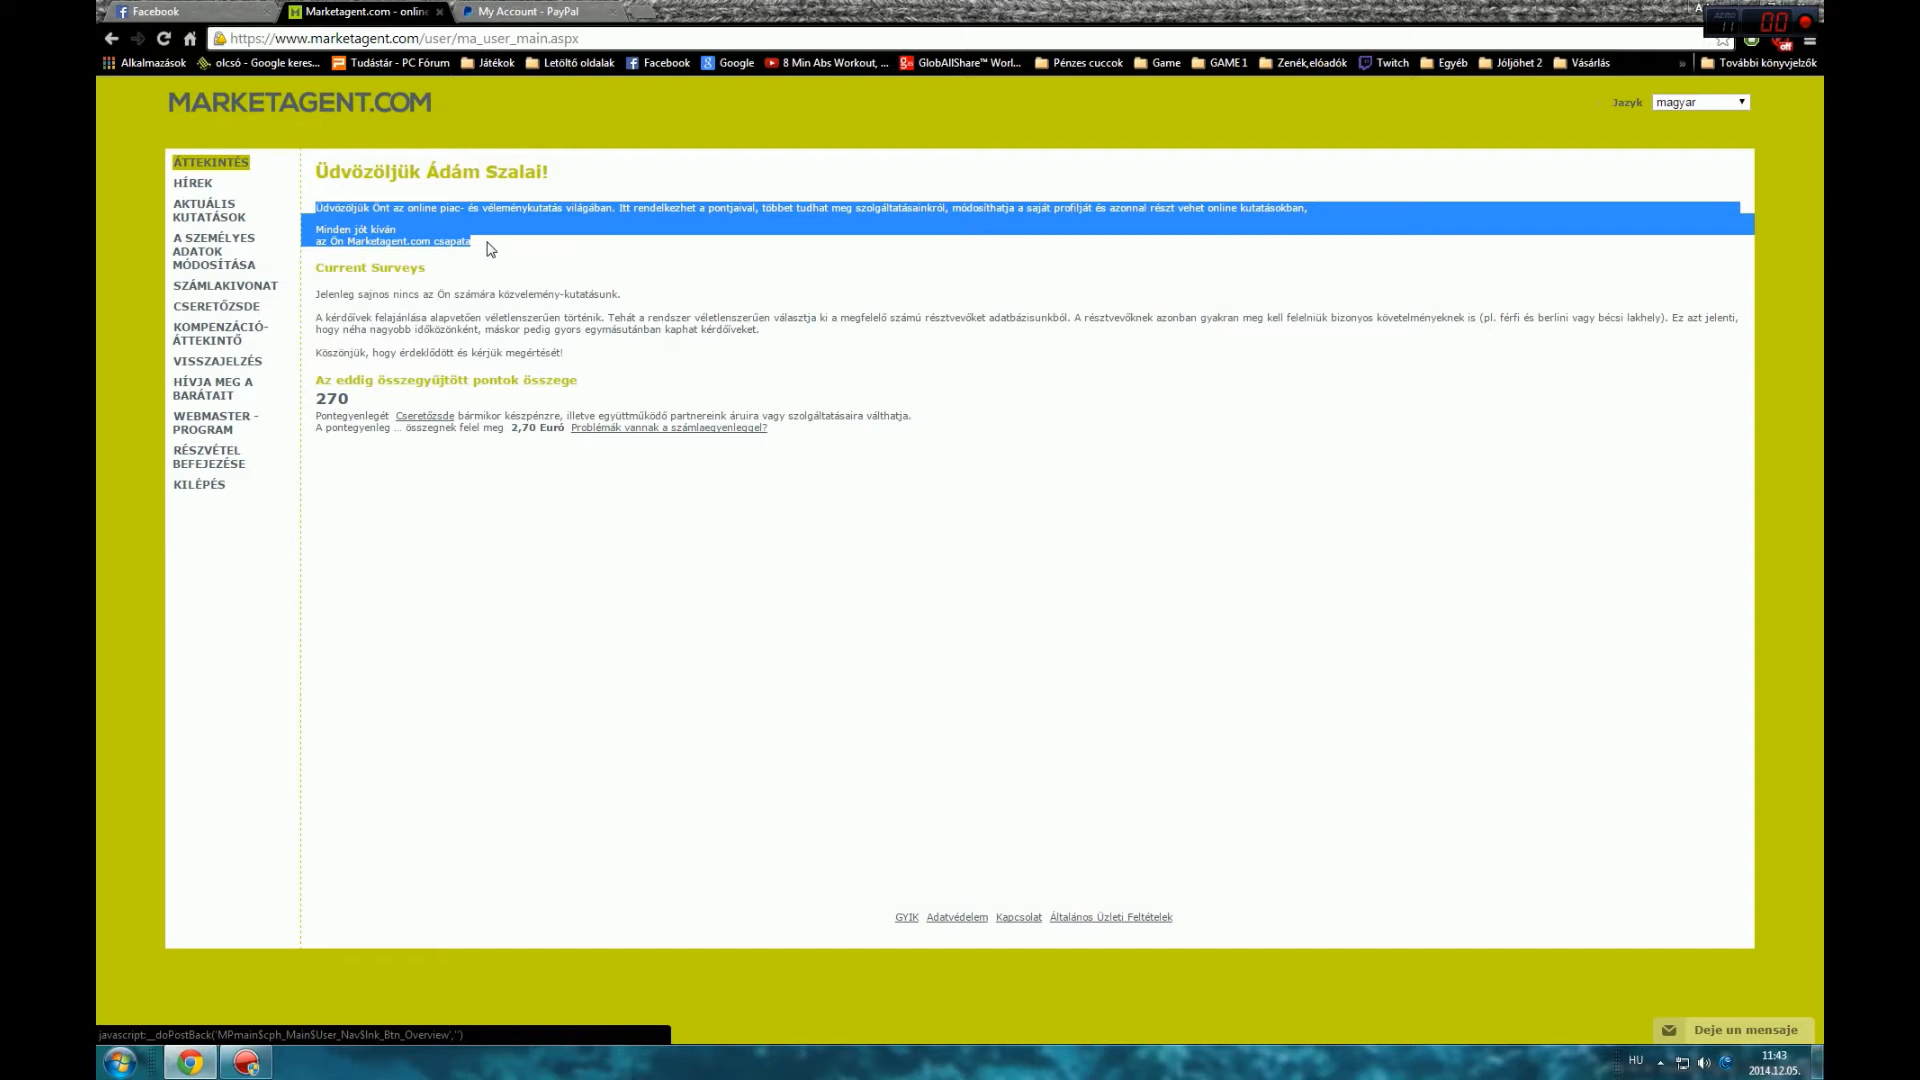 Facebook
Marketagent.com - online
My Account - PayPal
https://www.marketagent.com/user/ma_user_main.aspx
Alkalmazások
olcsó - Google keres...
Tudástár - PC Fórum
Játékok
Letöltö oldalak
Facebook
Google
8 Min Abs Workout, ...
GlobAllShare™ Worl...
Pénzes cuccok
Game
GAME1
Zenék,előadók
Twitch
Egyéb
Jóljöhet 2
Vásárlás
»
További könyvjelzők
off
00
MARKETAGENT.COM
Jazyk
magyar
ÁTTEKINTÉS
HÍREK
AKTUÁLIS
KUTATÁSOK
A SZEMÉLYES
ADATOK
MÓDOSÍTÁSA
SZÁMLAKIVONAT
CSERETŐZSDE
KOMPENZÁCIÓ-
ÁTTEKINTŐ
VISSZAJELZÉS
HÍVJA MEG A
BARÁTAIT
WEBMASTER -
PROGRAM
RÉSZVÉTEL
BEFEJEZÉSE
KILÉPÉS
Üdvözöljük Ádám Szalai!
Üdvözöljük Önt az online piac- és véleménykutatás világában. Itt rendelkezhet a pontjaival, többet tudhat meg szolgáltatásainkról, módosíthatja a saját profilját és azonnal részt vehet online kutatásokban,
Minden jót kíván
az Ön Marketagent.com csapata
Current Surveys
Jelenleg sajnos nincs az Ön számára közvelemény-kutatásunk.
A kérdőívek felajánlása alapvetően véletlenszerűen történik. Tehát a rendszer véletlenszerűen választja ki a megfelelő számú résztvevőket adatbázisunkból. A résztvevőknek azonban gyakran meg kell felelniük bizonyos követelményeknek is (pl. férfi és berlini vagy bécsi lakhely). Ez azt jelenti,
hogy néha nagyobb időközönként, máskor pedig gyors egymásutánban kaphat kérdőíveket.
Köszönjük, hogy érdeklődött és kérjük megértését!
Az eddig összegyűjtött pontok összege
270
Pontegyenlegét Cseretőzsde bármikor készpénzre, illetve együttműködő partnereink áruira vagy szolgáltatásaira válthatja.
A pontegyenleg ... összegnek felel meg 2,70 Euró Problémák vannak a számlaegyenleggel?
GYIK Adatvédelem Kapcsolat Általános Üzleti Feltételek
Deje un mensaje
javascript:__doPostBack('MPmain$cph_Main$User_Nav$lnk_Btn_Overview','')
HU
11:43
2014.12.05.